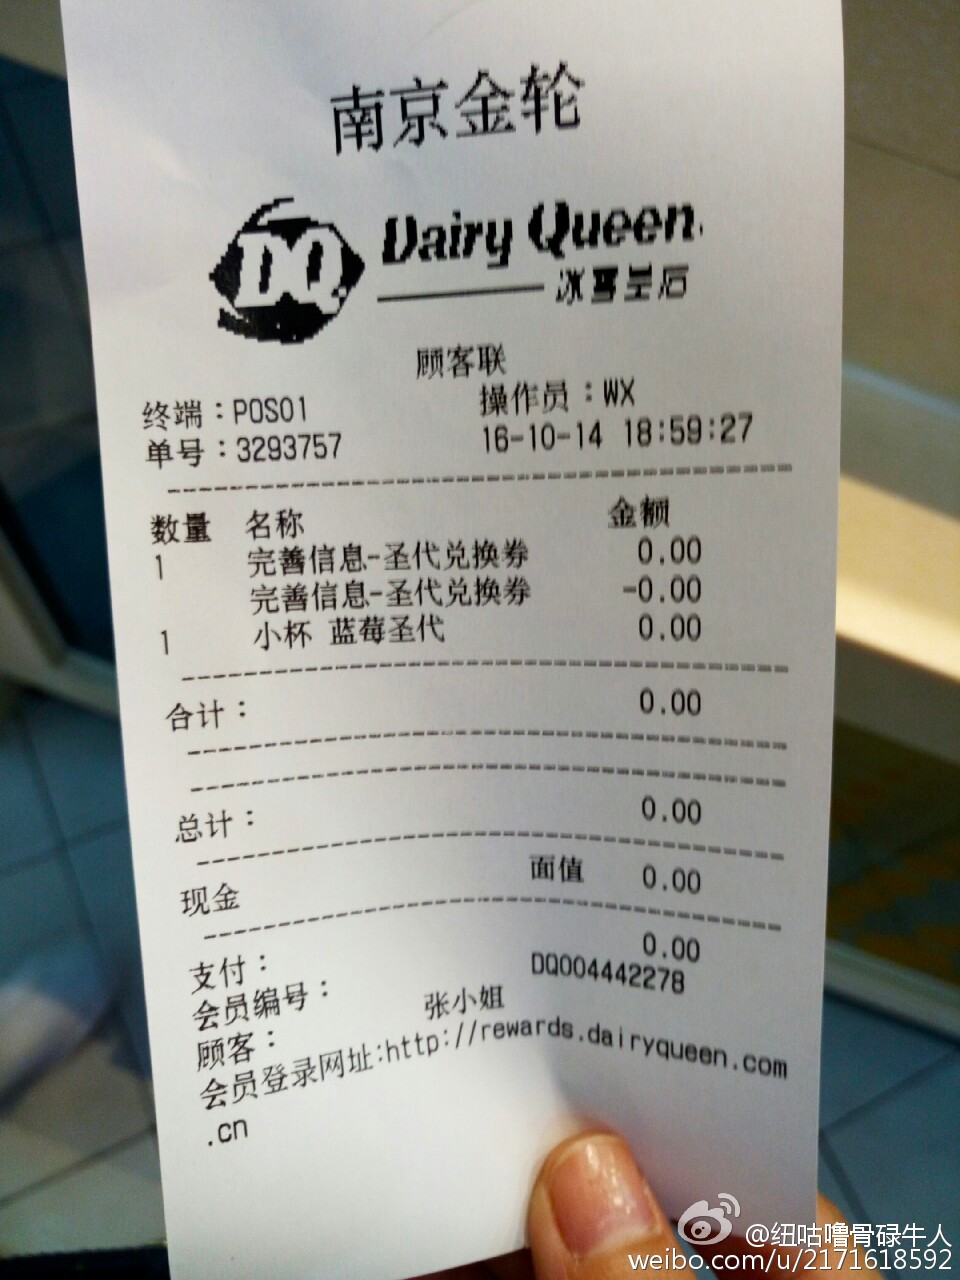 南京金轮
DQ Dairy Queen.
冰雪皇后
顾客联
终端：POS01 操作员：WX
单号：3293757 16-10-14 18:59:27
数量 名称 金额
1 完善信息-圣代兑换券 0.00
完善信息-圣代兑换券 -0.00
1 小杯 蓝莓圣代 0.00
合计： 0.00
总计： 0.00
现金 面值 0.00
支付： 0.00
会员编号： DQ004442278
顾客： 张小姐
会员登录网址:http://rewards.dairyqueen.com
.cn
@纽咕噜骨碌牛人
weibo.com/u/2171618592